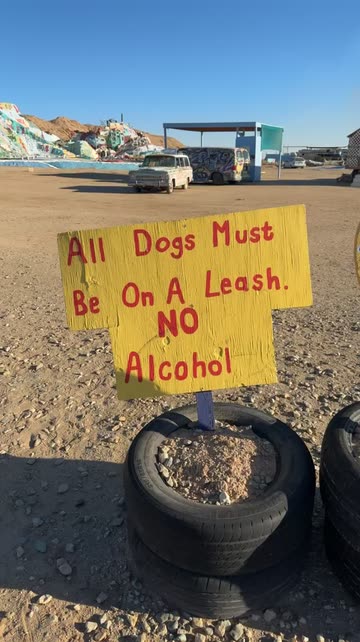 All Dogs Must
Be On A Leash.
NO
Alcohol